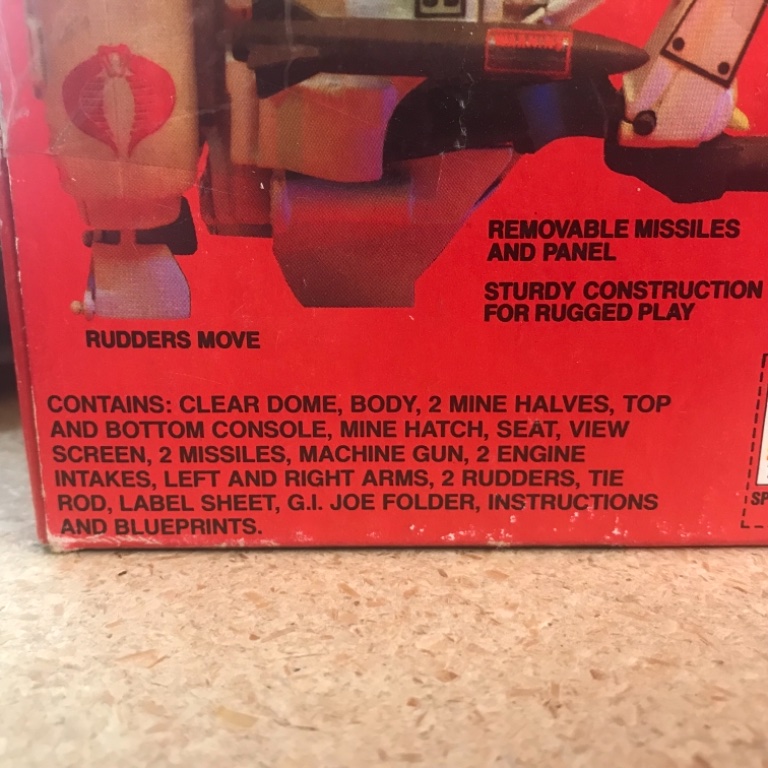 WARNING
REMOVABLE MISSILES
AND PANEL
STURDY CONSTRUCTION
FOR RUGGED PLAY
RUDDERS MOVE
CONTAINS: CLEAR DOME, BODY, 2 MINE HALVES, TOP
AND BOTTOM CONSOLE, MINE HATCH, SEAT, VIEW
SCREEN, 2 MISSILES, MACHINE GUN, 2 ENGINE
INTAKES, LEFT AND RIGHT ARMS, 2 RUDDERS, TIE
ROD, LABEL SHEET, G.I. JOE FOLDER, INSTRUCTIONS
AND BLUEPRINTS.
SP